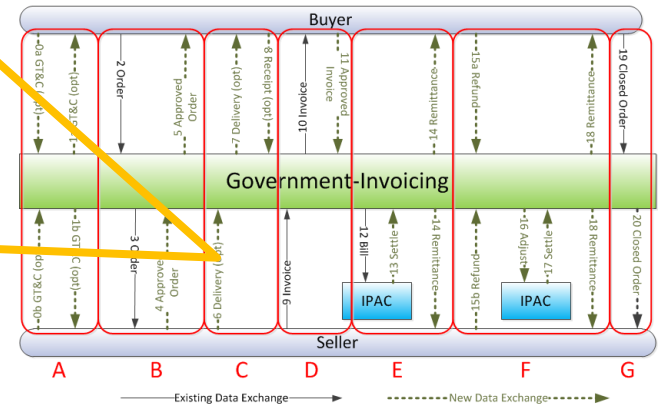 Buyer
0a GT&C (opt)
1a GT&C (opt)
2 Order
5 Approved
Order
7 Delivery (opt)
8 Receipt (opt)
10 Invoice
11 Approved
Invoice
14 Remittance
15a Refund
18 Remittance
19 Closed Order
Government-Invoicing
0b GT&C (opt)
1b GT&C (opt)
3 Order
4 Approved
Order
6 Delivery (opt)
9 Invoice
12 Bill
13 Settle
IPAC
14 Remittance
15b Refund
16 Adjust
17 Settle
IPAC
18 Remittance
20 Closed Order
Seller
A B C D E F G
Existing Data Exchange
New Data Exchange